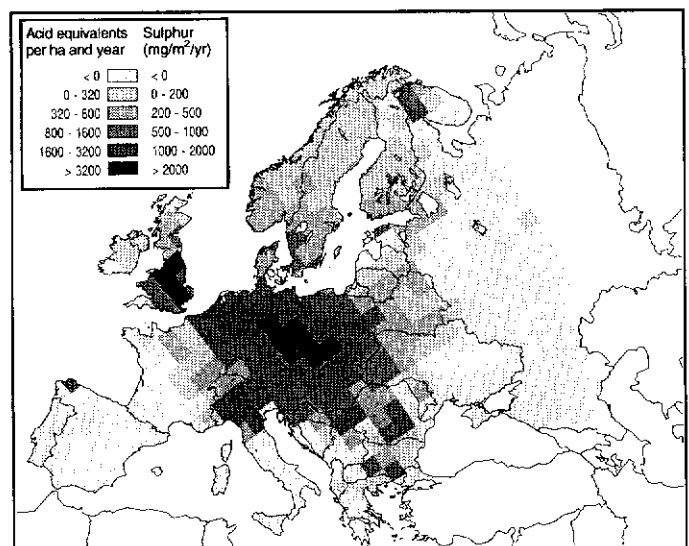 Acid equivalents Sulphur
per ha and year (mg/m²/yr)
< 0 < 0
0 - 320 0 - 200
320 - 800 200 - 500
800 - 1600 500 - 1000
1600 - 3200 1000 - 2000
> 3200 > 2000